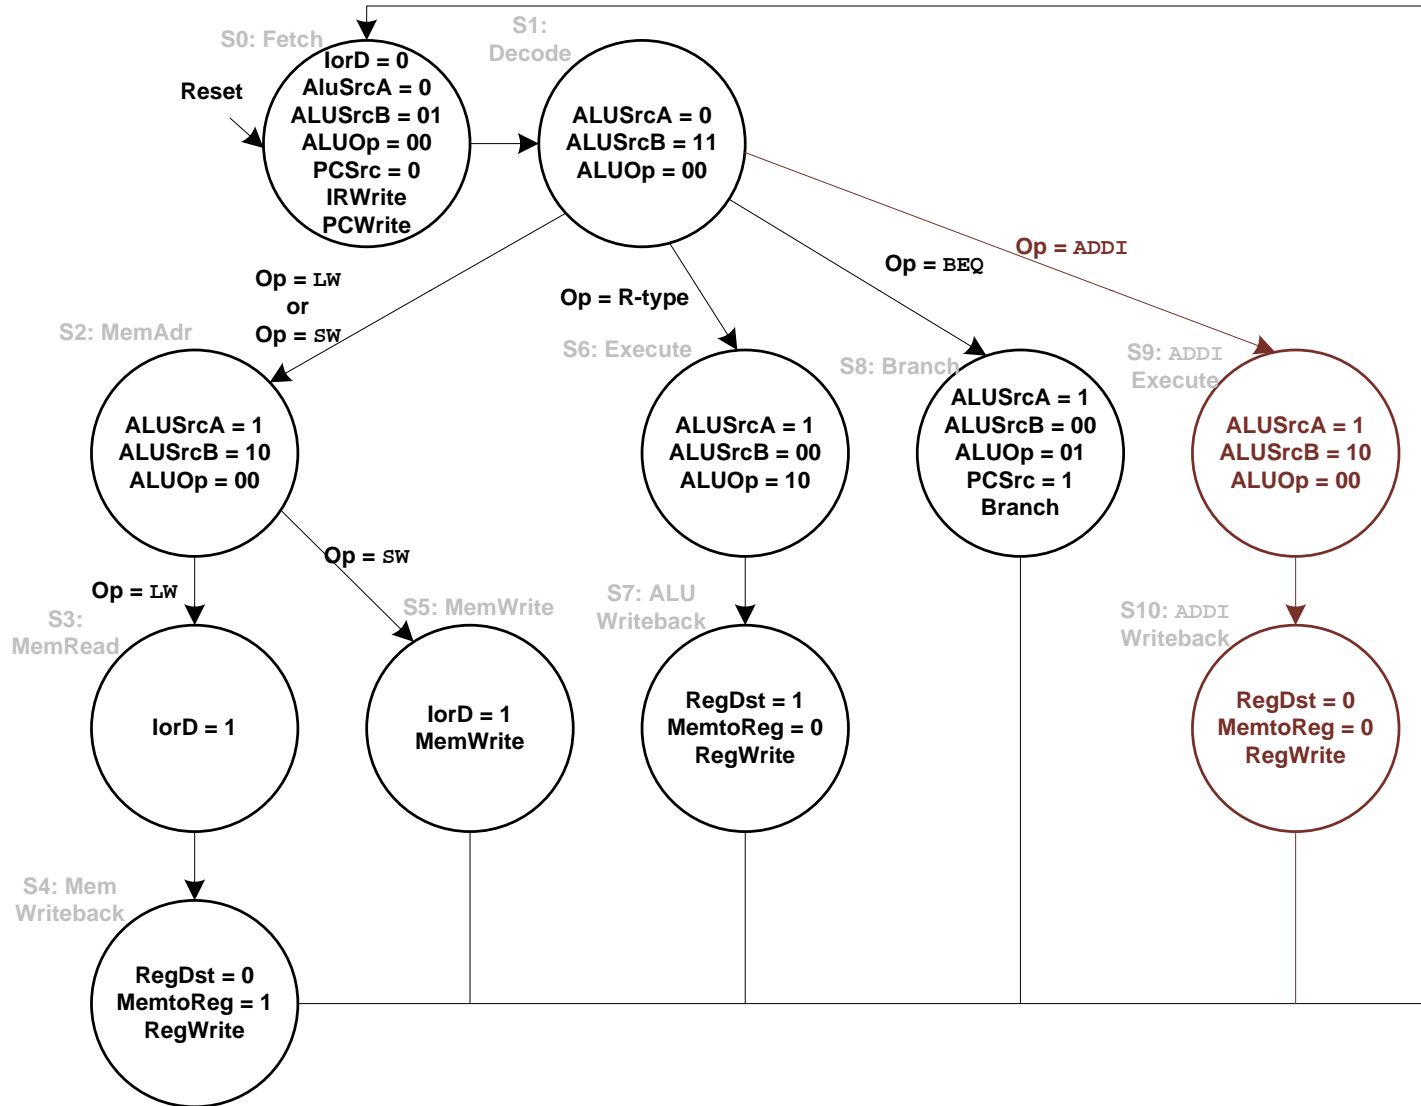 S0: Fetch
IorD = 0
AluSrcA = 0
ALUSrcB = 01
ALUOp = 00
PCSrc = 0
IRWrite
PCWrite
Reset
S1:
Decode
ALUSrcA = 0
ALUSrcB = 11
ALUOp = 00
Op = LW
or
Op = SW
Op = R-type
Op = BEQ
Op = ADDI
S2: MemAdr
ALUSrcA = 1
ALUSrcB = 10
ALUOp = 00
S6: Execute
ALUSrcA = 1
ALUSrcB = 00
ALUOp = 10
S8: Branch
ALUSrcA = 1
ALUSrcB = 00
ALUOp = 01
PCSrc = 1
Branch
S9: ADDI
Execute
ALUSrcA = 1
ALUSrcB = 10
ALUOp = 00
Op = LW
Op = SW
S3:
MemRead
IorD = 1
S5: MemWrite
IorD = 1
MemWrite
S7: ALU
Writeback
RegDst = 1
MemtoReg = 0
RegWrite
S10: ADDI
Writeback
RegDst = 0
MemtoReg = 0
RegWrite
S4: Mem
Writeback
RegDst = 0
MemtoReg = 1
RegWrite